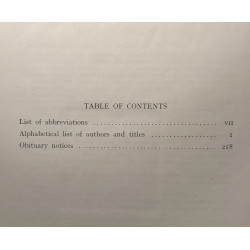 TABLE OF CONTENTS
List of abbreviations .......................................... VII
Alphabetical list of authors and titles .......................... 1
Obituary notices ............................................... 218